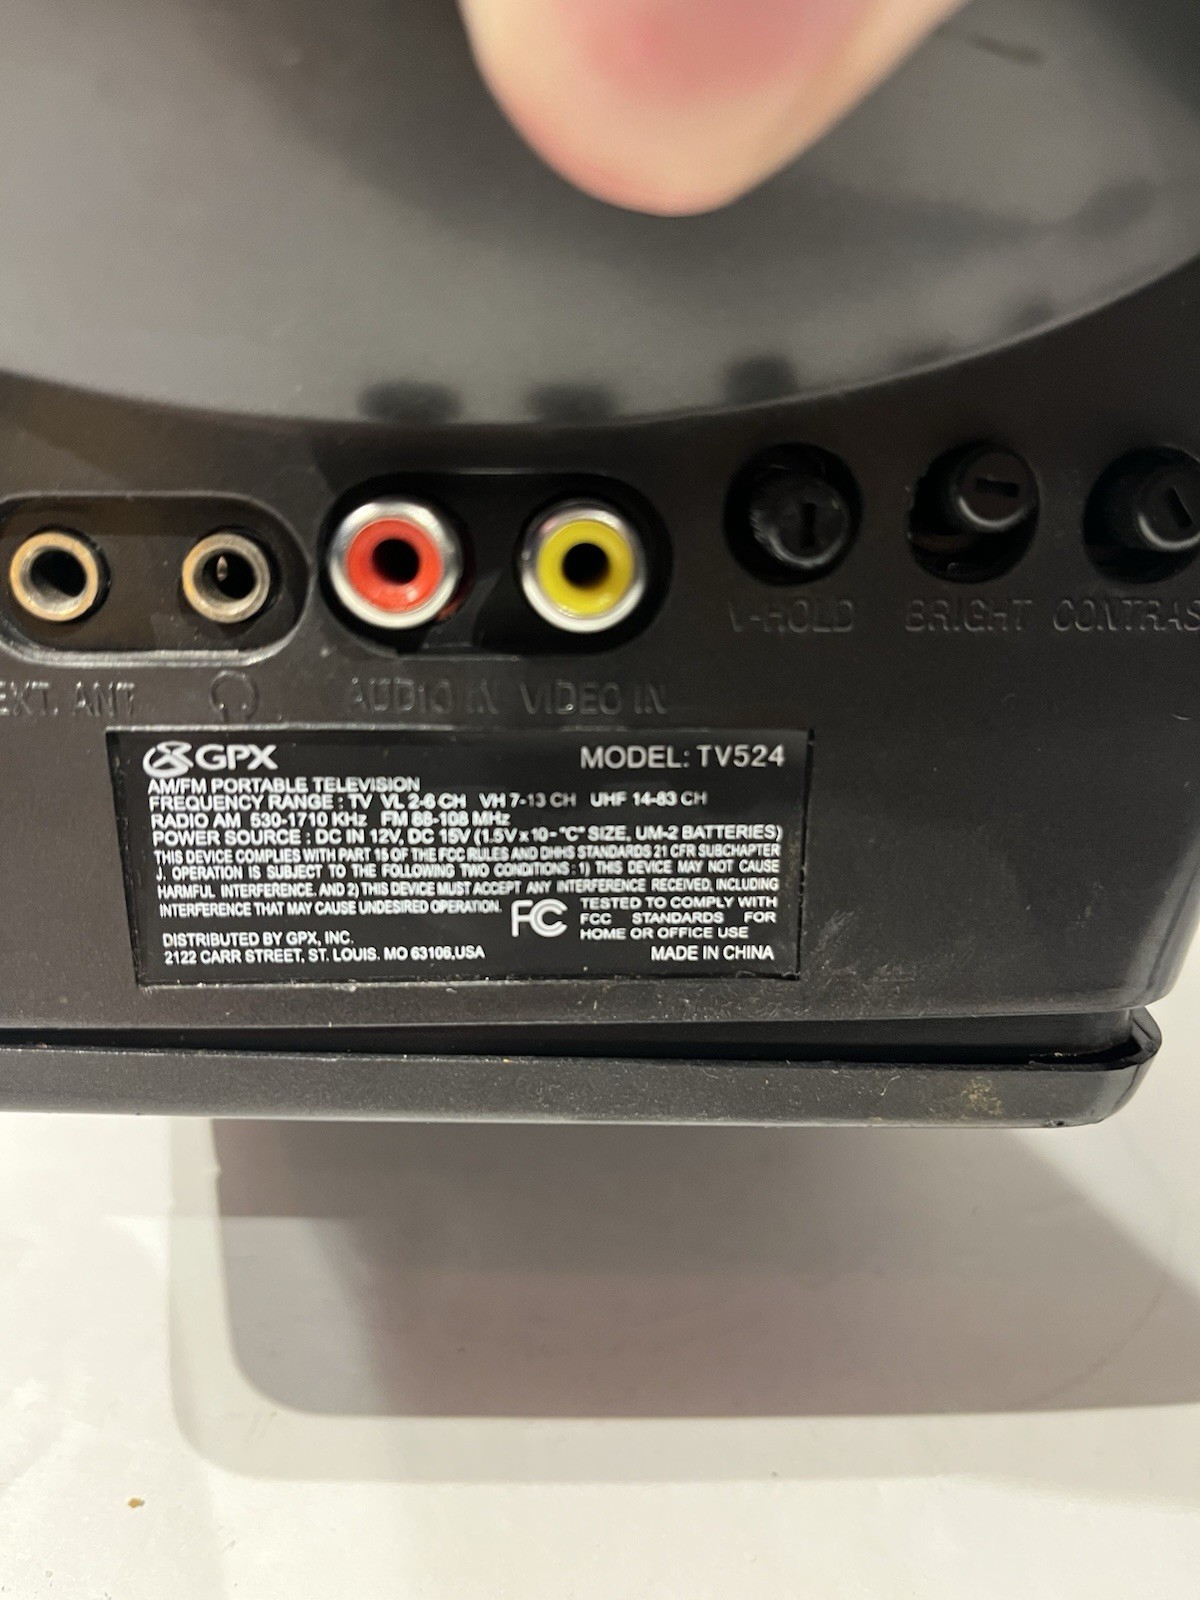 EXT. ANT
AUDIO IN VIDEO IN
V-HOLD BRIGHT CONTRAS
GPX MODEL: TV524
AM/FM PORTABLE TELEVISION
FREQUENCY RANGE : TV VL 2-6 CH VH 7-13 CH UHF 14-83 CH
RADIO AM 530-1710 KHz FM 88-108 MHz
POWER SOURCE : DC IN 12V, DC 15V (1.5V x 10 - "C" SIZE, UM-2 BATTERIES)
THIS DEVICE COMPLIES WITH PART 15 OF THE FCC RULES AND DHHS STANDARDS 21 CFR SUBCHAPTER
J. OPERATION IS SUBJECT TO THE FOLLOWING TWO CONDITIONS : 1) THIS DEVICE MAY NOT CAUSE
HARMFUL INTERFERENCE. AND 2) THIS DEVICE MUST ACCEPT ANY INTERFERENCE RECEIVED, INCLUDING
INTERFERENCE THAT MAY CAUSE UNDESIRED OPERATION.
FC TESTED TO COMPLY WITH
FCC STANDARDS FOR
HOME OR OFFICE USE
DISTRIBUTED BY GPX, INC.
2122 CARR STREET, ST. LOUIS. MO 63106,USA MADE IN CHINA